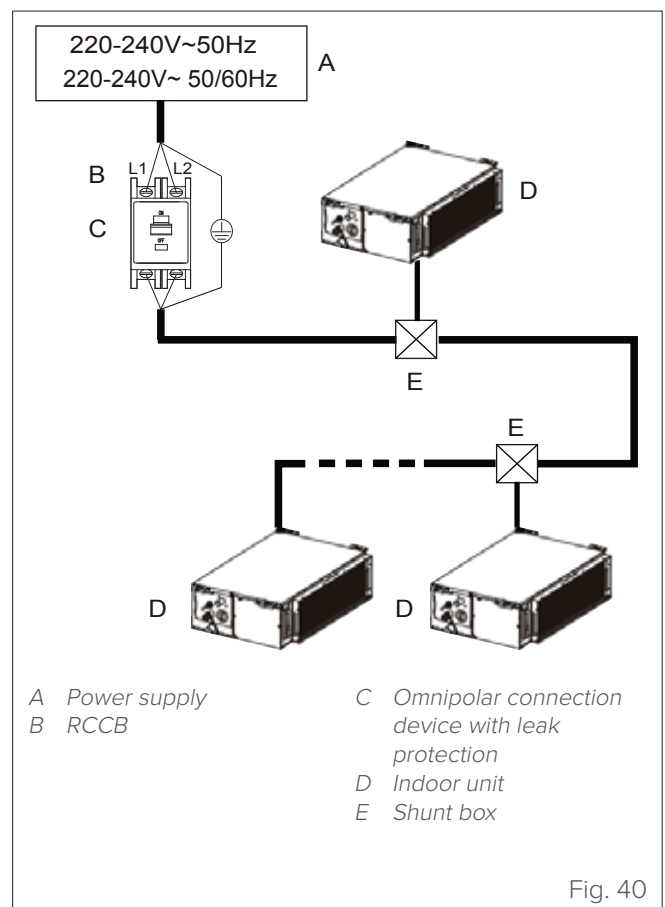 220-240V~50Hz
220-240V~ 50/60Hz
A
B
L1 L2
C
ON
OFF
D
E
E
D
D
A Power supply
B RCCB
C Omnipolar connection
device with leak
protection
D Indoor unit
E Shunt box
Fig. 40